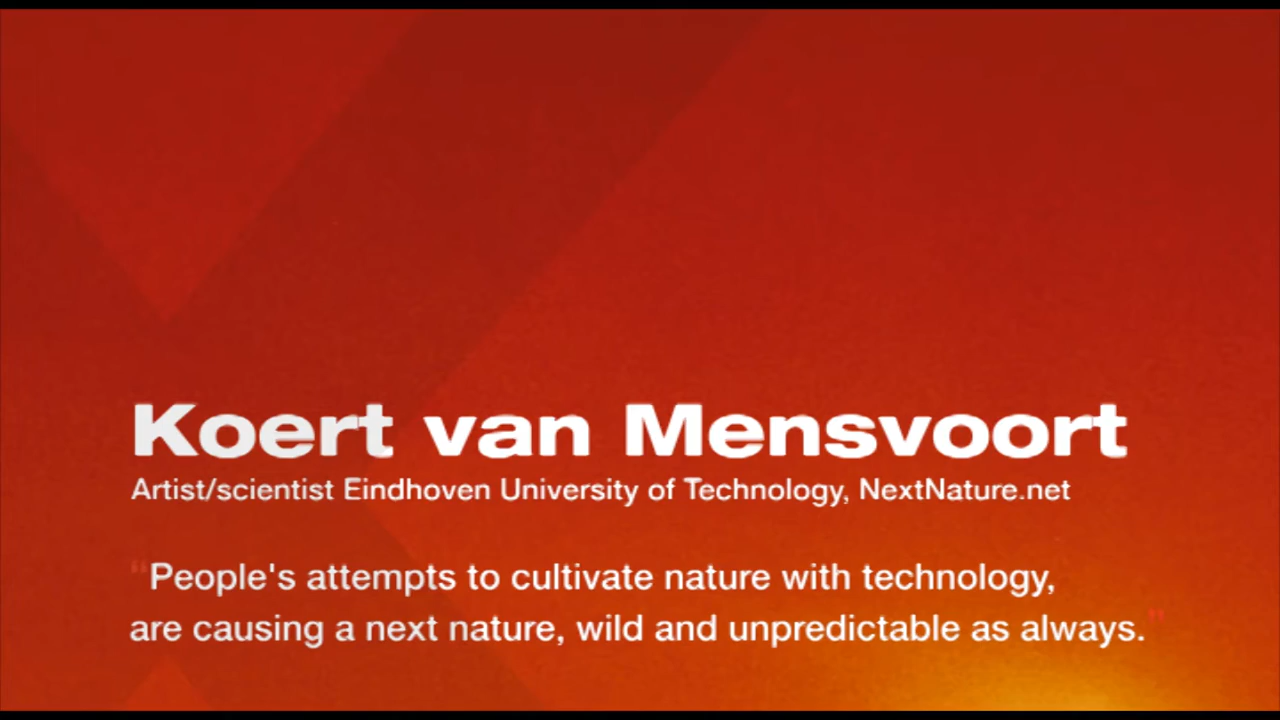 Koert van Mensvoort
Artist/scientist Eindhoven University of Technology, NextNature.net
“People's attempts to cultivate nature with technology,
are causing a next nature, wild and unpredictable as always.”